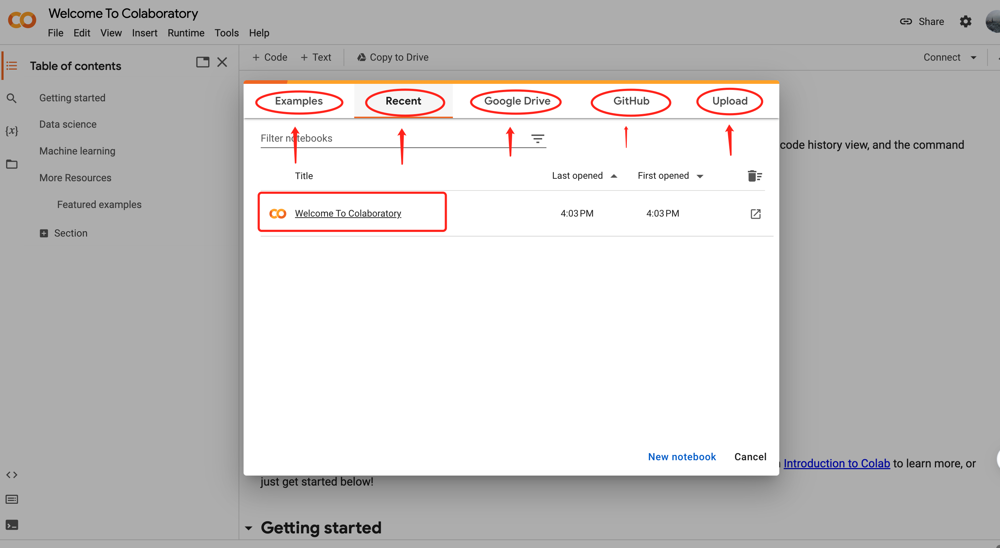 Welcome To Colaboratory
File Edit View Insert Runtime Tools Help
Share
Table of contents
Getting started
Data science
Machine learning
More Resources
Featured examples
Section
+ Code + Text Copy to Drive
Connect
Examples Recent Google Drive GitHub Upload
Filter notebooks
code history view, and the command
Title Last opened First opened
Welcome To Colaboratory 4:03 PM 4:03 PM
New notebook Cancel
Introduction to Colab to learn more, or
just get started below!
Getting started
{x}